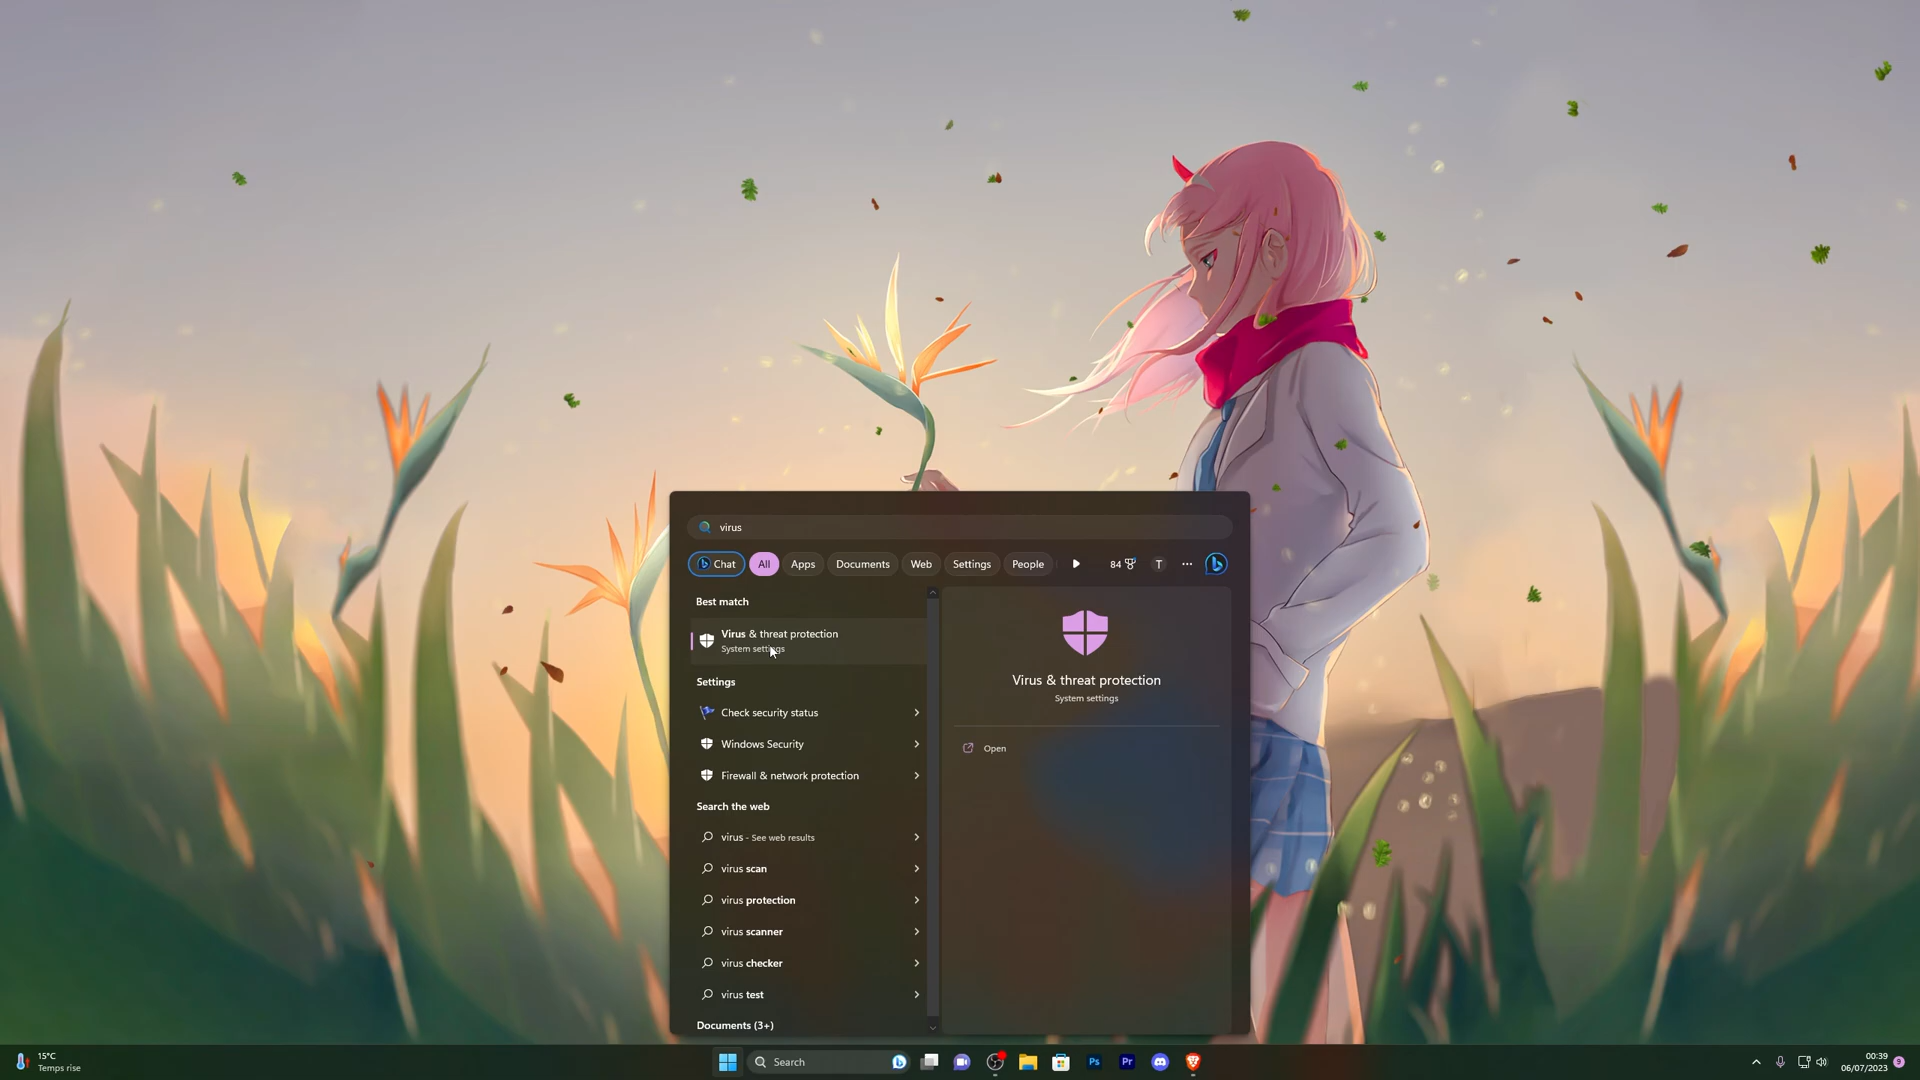 virus
Chat
All
Apps
Documents
Web
Settings
People
84
T
Best match
Virus & threat protection
System settings
Settings
Check security status
Windows Security
Firewall & network protection
Search the web
virus - See web results
virus scan
virus protection
virus scanner
virus checker
virus test
Documents (3+)
Virus & threat protection
System settings
Open
15°C
Temps rise
Search
Ps
Pr
00:39
06/07/2023
9